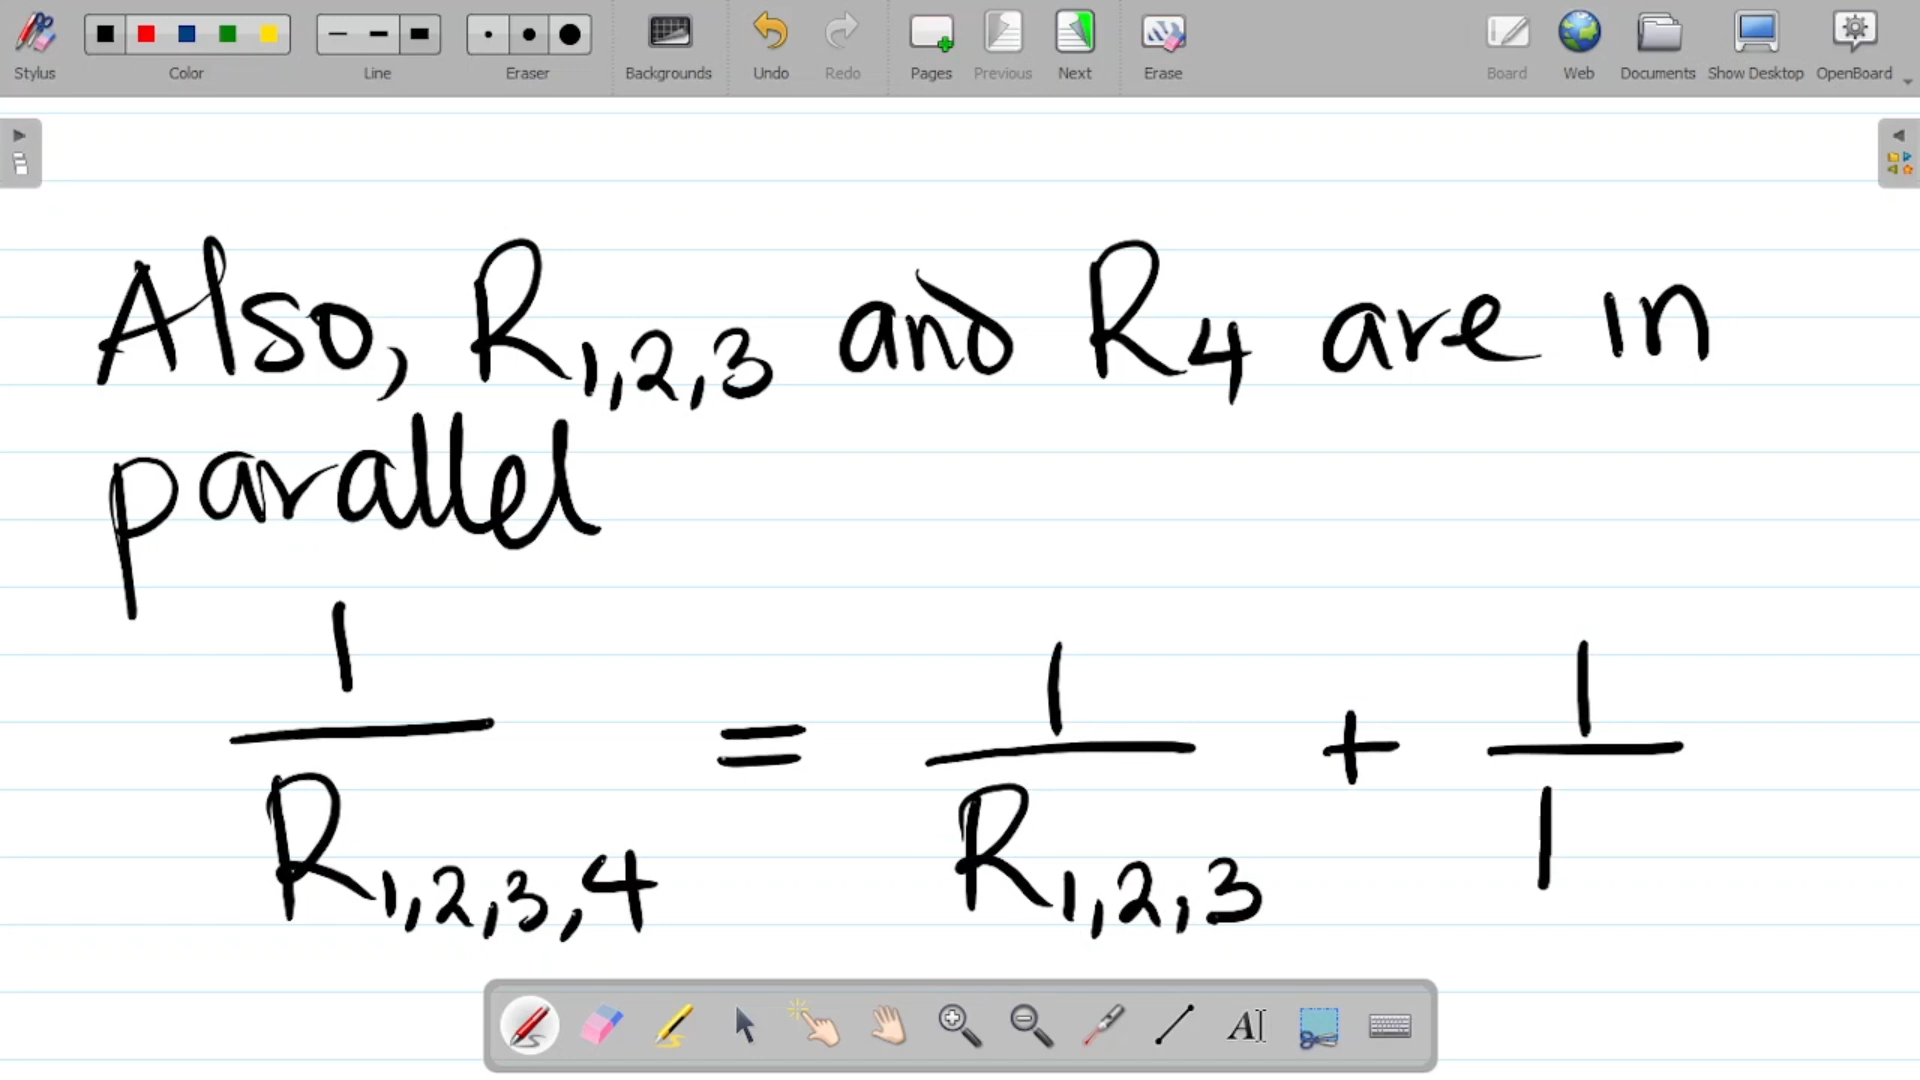 Stylus Color Line Eraser Backgrounds Undo Redo Pages Previous Next Erase Board Web Documents Show Desktop OpenBoard
Also, R1,2,3 and R4 are in
parallel
1/R1,2,3,4 = 1/R1,2,3 + 1/1